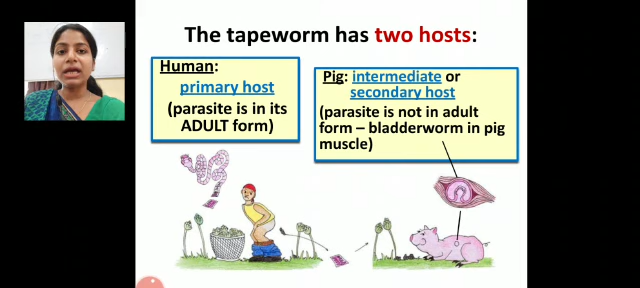 The tapeworm has two hosts:
Human:
primary host
(parasite is in its
ADULT form)
Pig: intermediate or
secondary host
(parasite is not in adult
form – bladderworm in pig
muscle)